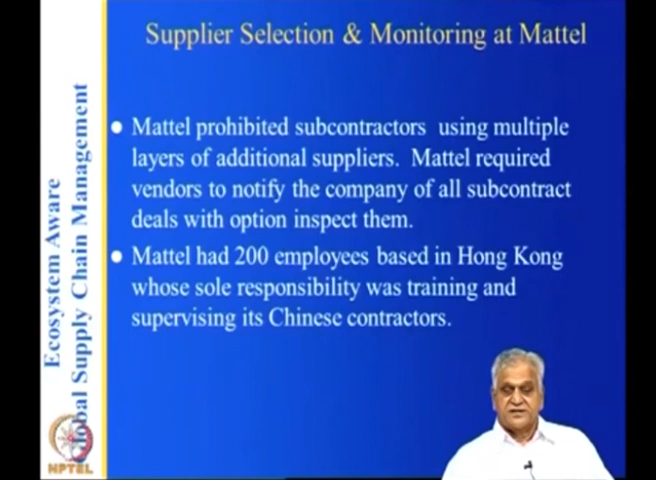 Supplier Selection & Monitoring at Mattel
Mattel prohibited subcontractors using multiple
layers of additional suppliers. Mattel required
vendors to notify the company of all subcontract
deals with option inspect them.
Mattel had 200 employees based in Hong Kong
whose sole responsibility was training and
supervising its Chinese contractors.
Ecosystem Aware
Global Supply Chain Management
NPTEL